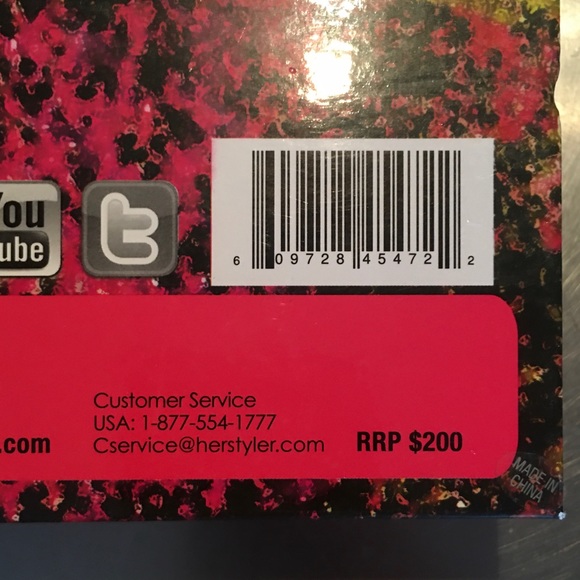 You
Tube
t
6 09728 45472 2
Customer Service
USA: 1-877-554-1777
Cservice@herstyler.com
.com
RRP $200
MADE IN
CHINA